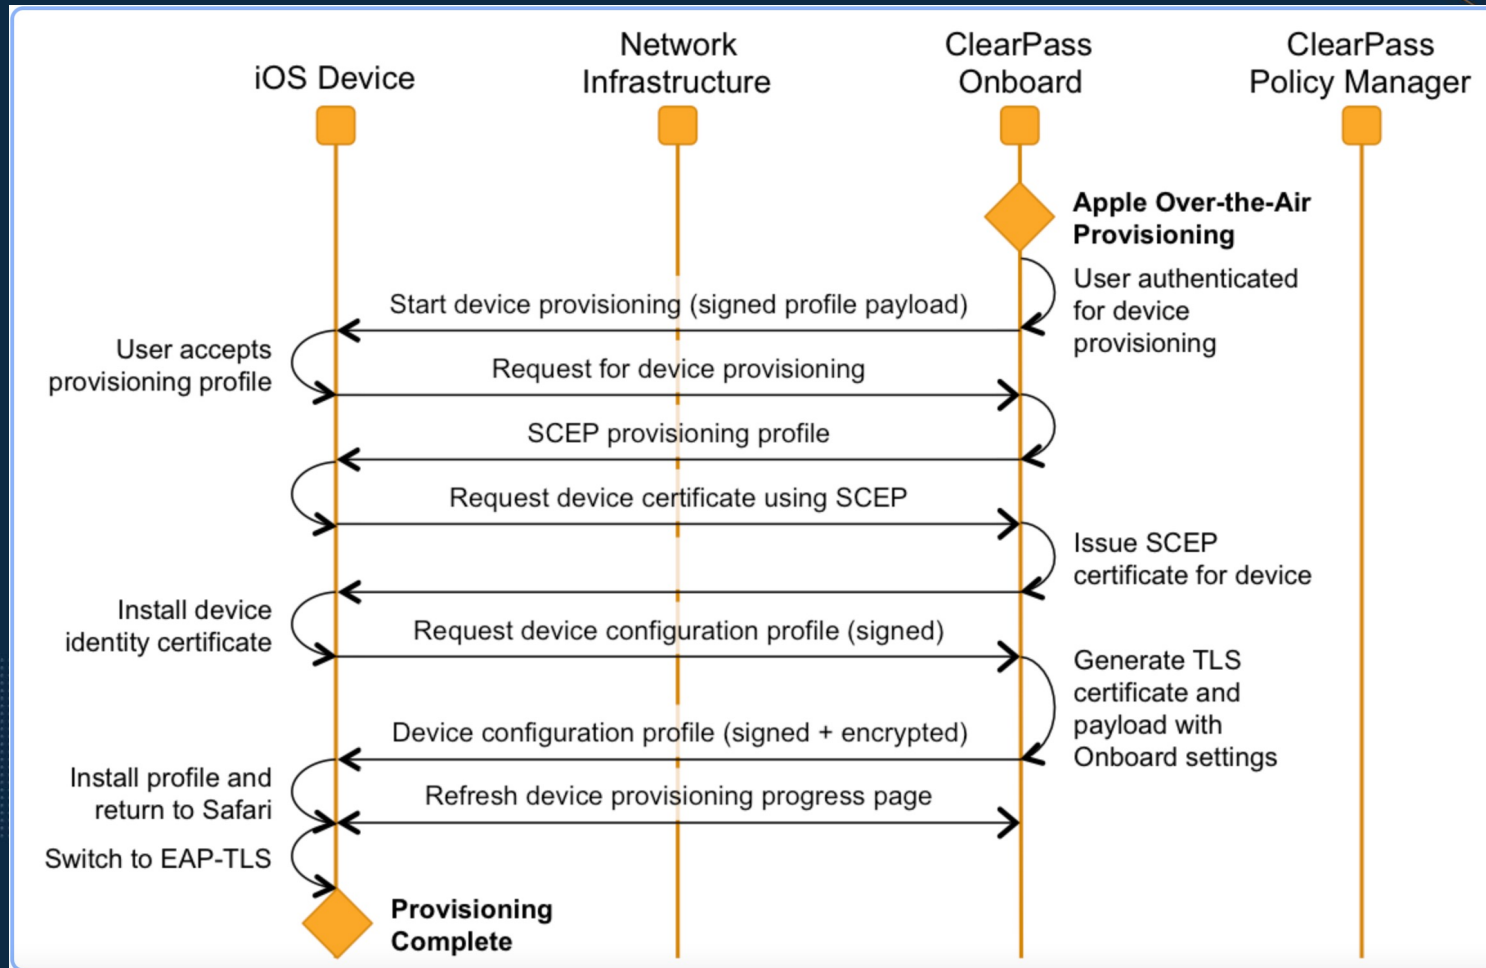 iOS Device
Network
Infrastructure
ClearPass
Onboard
ClearPass
Policy Manager
Apple Over-the-Air
Provisioning
User authenticated
for device
provisioning
Start device provisioning (signed profile payload)
User accepts
provisioning profile
Request for device provisioning
SCEP provisioning profile
Request device certificate using SCEP
Issue SCEP
certificate for device
Install device
identity certificate
Request device configuration profile (signed)
Generate TLS
certificate and
payload with
Onboard settings
Device configuration profile (signed + encrypted)
Install profile and
return to Safari
Refresh device provisioning progress page
Switch to EAP-TLS
Provisioning
Complete